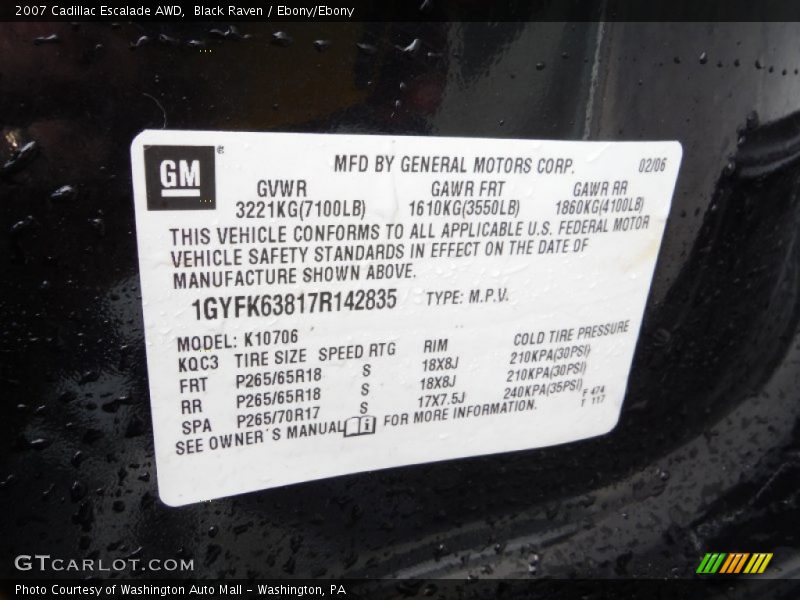 2007 Cadillac Escalade AWD, Black Raven / Ebony/Ebony
GM® MFD BY GENERAL MOTORS CORP. 02/06
GVWR GAWR FRT GAWR RR
3221KG(7100LB) 1610KG(3550LB) 1860KG(4100LB)
THIS VEHICLE CONFORMS TO ALL APPLICABLE U.S. FEDERAL MOTOR
VEHICLE SAFETY STANDARDS IN EFFECT ON THE DATE OF
MANUFACTURE SHOWN ABOVE.
1GYFK63817R142835 TYPE: M.P.V.
MODEL: K10706
KQC3 TIRE SIZE SPEED RTG RIM COLD TIRE PRESSURE
FRT P265/65R18 S 18X8J 210KPA(30PSI)
RR P265/65R18 S 18X8J 210KPA(30PSI)
SPA P265/70R17 S 17X7.5J 240KPA(35PSI) F 474
SEE OWNER'S MANUAL i FOR MORE INFORMATION. T 117
GTCARLOT.COM
Photo Courtesy of Washington Auto Mall - Washington, PA